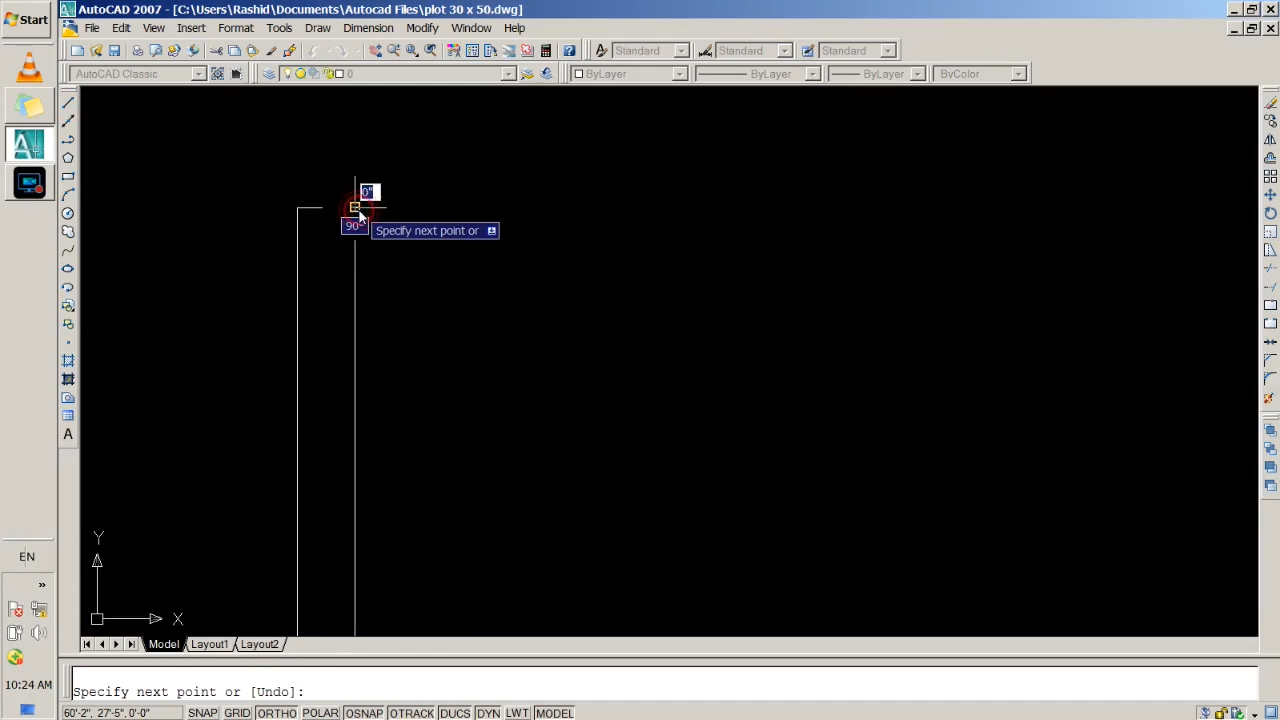 Start
AutoCAD 2007 - [C:\Users\Rashid\Documents\Autocad Files\plot 30 x 50.dwg]
File Edit View Insert Format Tools Draw Dimension Modify Window Help
Standard Standard Standard
AutoCAD Classic 0 ByLayer ByLayer ByLayer ByColor
0"
90°
Specify next point or
A
Y
X
EN
»
Model Layout1 Layout2
Specify next point or [Undo]:
10:24 AM
60'-2", 27'-5", 0'-0" SNAP GRID ORTHO POLAR OSNAP OTRACK DUCS DYN LWT MODEL